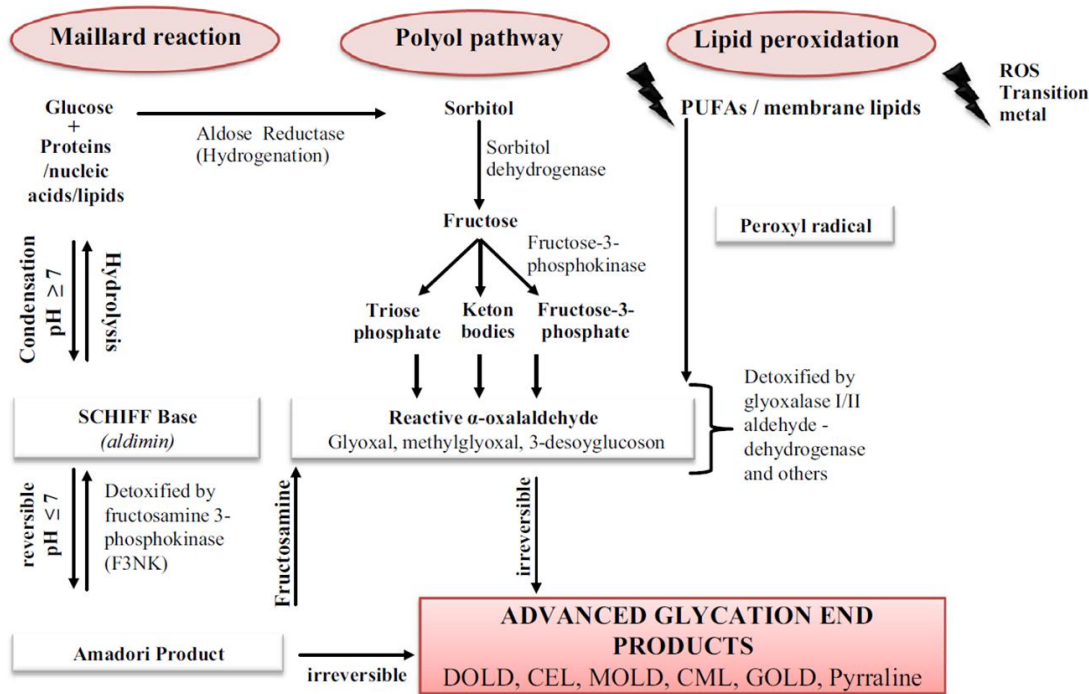 Maillard reaction
Polyol pathway
Lipid peroxidation
ROS
Transition
metal
Glucose
+
Proteins
/nucleic
acids/lipids
Aldose Reductase
(Hydrogenation)
Sorbitol
PUFAs / membrane lipids
Sorbitol
dehydrogenase
Fructose
Peroxyl radical
Fructose-3-
phosphokinase
Condensation
pH ≥ 7
Hydrolysis
Triose
phosphate
Keton
bodies
Fructose-3-
phosphate
SCHIFF Base
(aldimin)
Reactive α-oxalaldehyde
Glyoxal, methylglyoxal, 3-desoyglucoson
Detoxified by
glyoxalase I/II
aldehyde -
dehydrogenase
and others
reversible
pH ≤ 7
Detoxified by
fructosamine 3-
phosphokinase
(F3NK)
Fructosamine
irreversible
Amadori Product
irreversible
ADVANCED GLYCATION END
PRODUCTS
DOLD, CEL, MOLD, CML, GOLD, Pyrraline